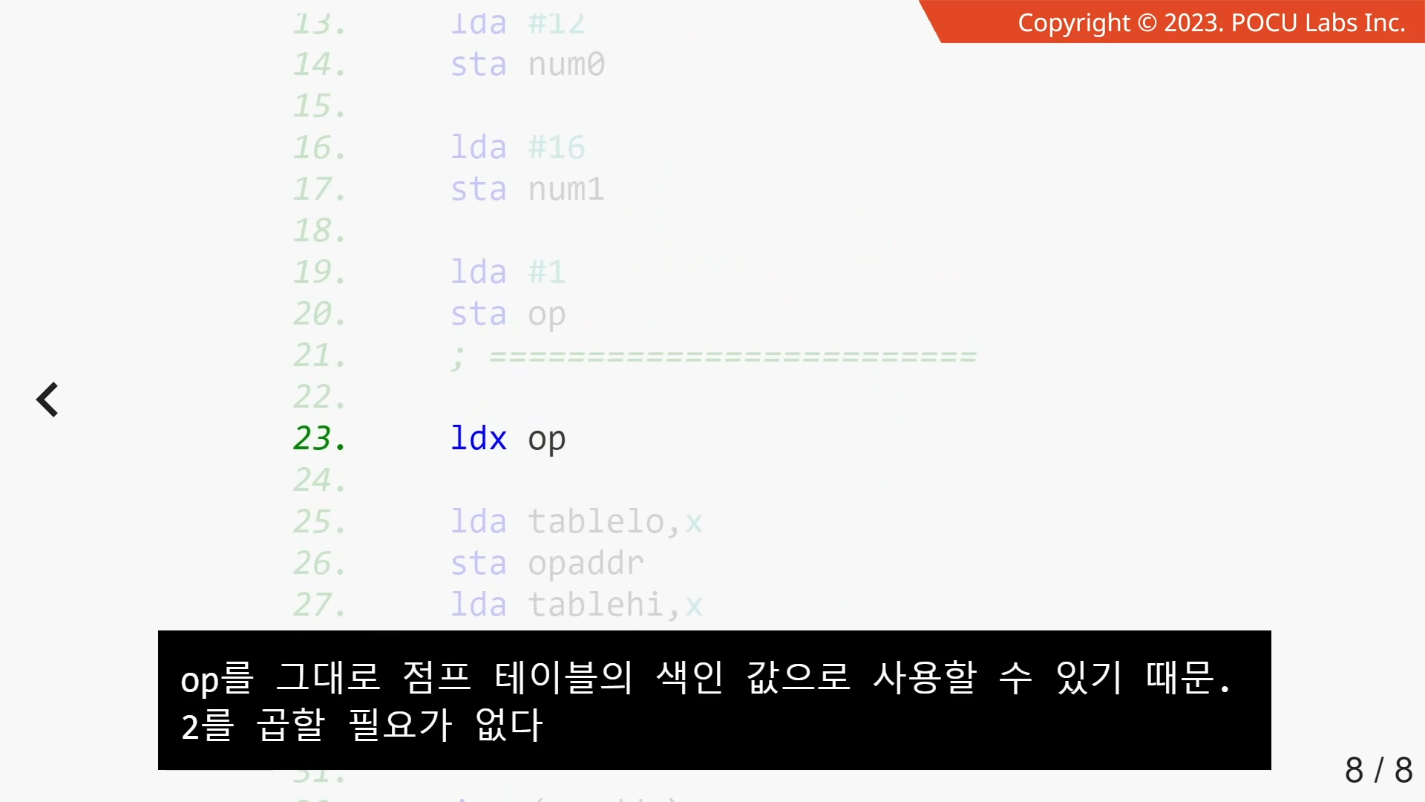 Copyright © 2023. POCU Labs Inc.
13. lda #12
14. sta num0
15.
16. lda #16
17. sta num1
18.
19. lda #1
20. sta op
21. ; =========================
22.
23. ldx op
24.
25. lda tablelo,x
26. sta opaddr
27. lda tablehi,x
op를 그대로 점프 테이블의 색인 값으로 사용할 수 있기 때문.
2를 곱할 필요가 없다
31.
8 / 8